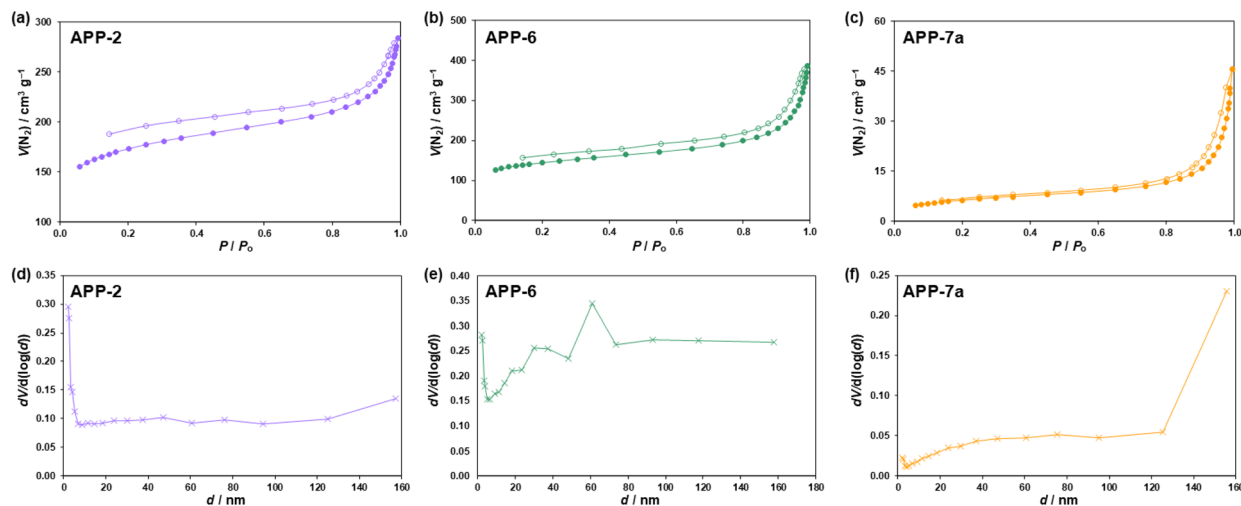 (a)
APP-2
V(N₂) / cm³ g⁻¹
300
250
200
150
100
0.0 0.2 0.4 0.6 0.8 1.0
P / Pₒ
(b)
APP-6
V(N₂) / cm³ g⁻¹
500
400
300
200
100
0
0.0 0.2 0.4 0.6 0.8 1.0
P / Pₒ
(c)
APP-7a
V(N₂) / cm³ g⁻¹
60
45
30
15
0
0.0 0.2 0.4 0.6 0.8 1.0
P / Pₒ
(d)
APP-2
dV/d(log(d))
0.35
0.30
0.25
0.20
0.15
0.10
0.05
0.00
0 20 40 60 80 100 120 140 160
d / nm
(e)
APP-6
dV/d(log(d))
0.40
0.35
0.30
0.25
0.20
0.15
0.10
0.05
0.00
0 20 40 60 80 100 120 140 160 180
d / nm
(f)
APP-7a
dV/d(log(d))
0.25
0.20
0.15
0.10
0.05
0.00
0 20 40 60 80 100 120 140 160 180
d / nm